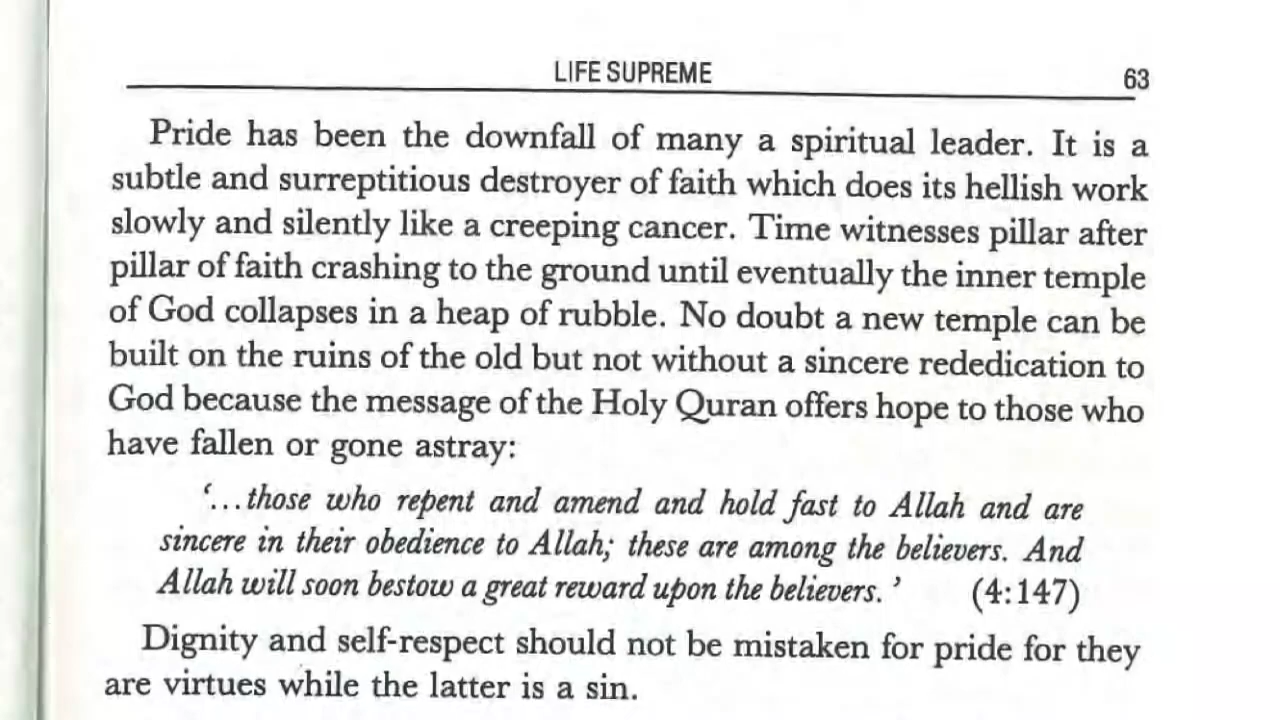 LIFE SUPREME 63
Pride has been the downfall of many a spiritual leader. It is a
subtle and surreptitious destroyer of faith which does its hellish work
slowly and silently like a creeping cancer. Time witnesses pillar after
pillar of faith crashing to the ground until eventually the inner temple
of God collapses in a heap of rubble. No doubt a new temple can be
built on the ruins of the old but not without a sincere rededication to
God because the message of the Holy Quran offers hope to those who
have fallen or gone astray:
‘...those who repent and amend and hold fast to Allah and are
sincere in their obedience to Allah; these are among the believers. And
Allah will soon bestow a great reward upon the believers.’ (4:147)
Dignity and self-respect should not be mistaken for pride for they
are virtues while the latter is a sin.